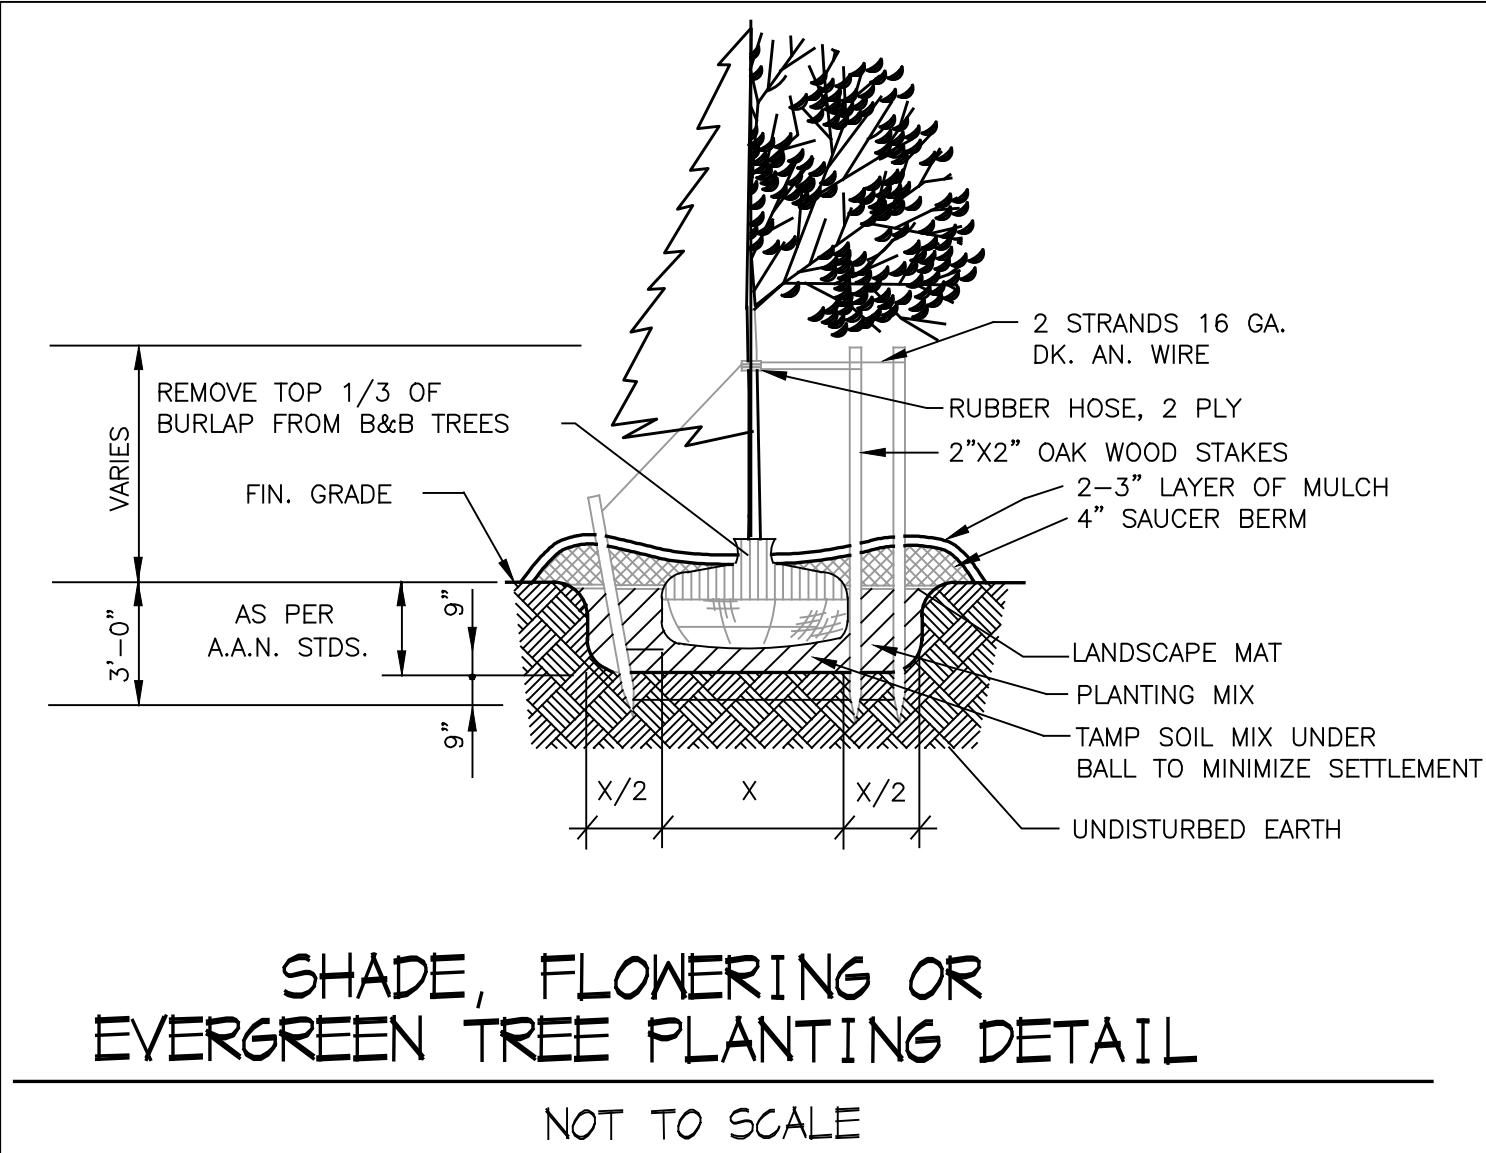 2 STRANDS 16 GA.
DK. AN. WIRE
REMOVE TOP 1/3 OF
BURLAP FROM B&B TREES
RUBBER HOSE, 2 PLY
VARIES
2"X2" OAK WOOD STAKES
FIN. GRADE
2-3" LAYER OF MULCH
4" SAUCER BERM
3'-0"
AS PER
A.A.N. STDS.
9"
9"
LANDSCAPE MAT
PLANTING MIX
TAMP SOIL MIX UNDER
BALL TO MINIMIZE SETTLEMENT
X/2
X
X/2
UNDISTURBED EARTH
SHADE, FLOWERING OR
EVERGREEN TREE PLANTING DETAIL
NOT TO SCALE